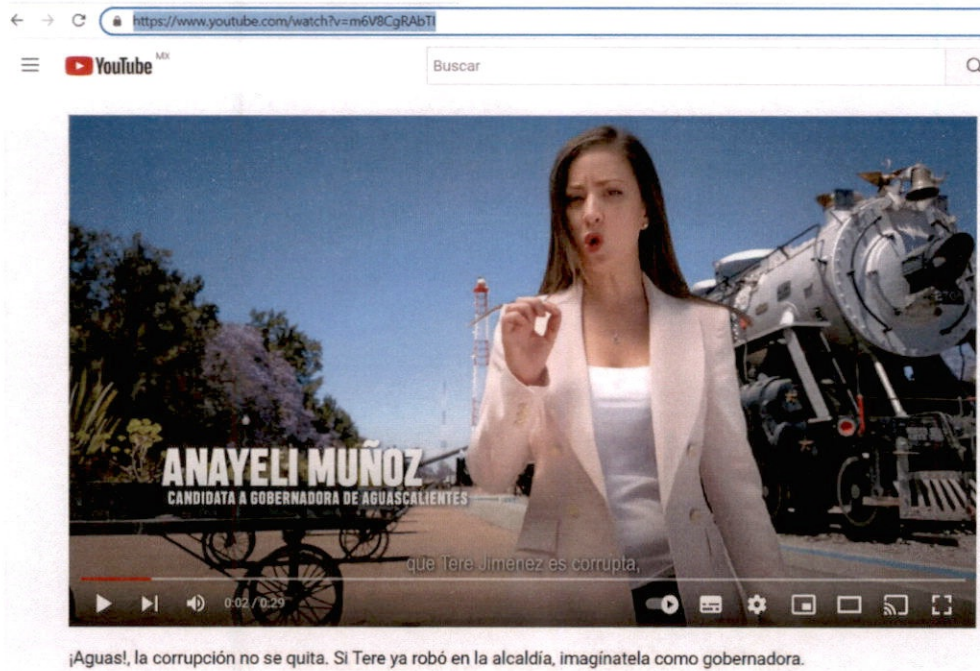 https://www.youtube.com/watch?v=m6V8CgRAbTI
YouTube MX
Buscar
ANAYELI MUÑOZ
CANDIDATA A GOBERNADORA DE AGUASCALIENTES
que Tere Jimenez es corrupta,
0:02 / 0:29
¡Aguas!, la corrupción no se quita. Si Tere ya robó en la alcaldía, imagínatela como gobernadora.